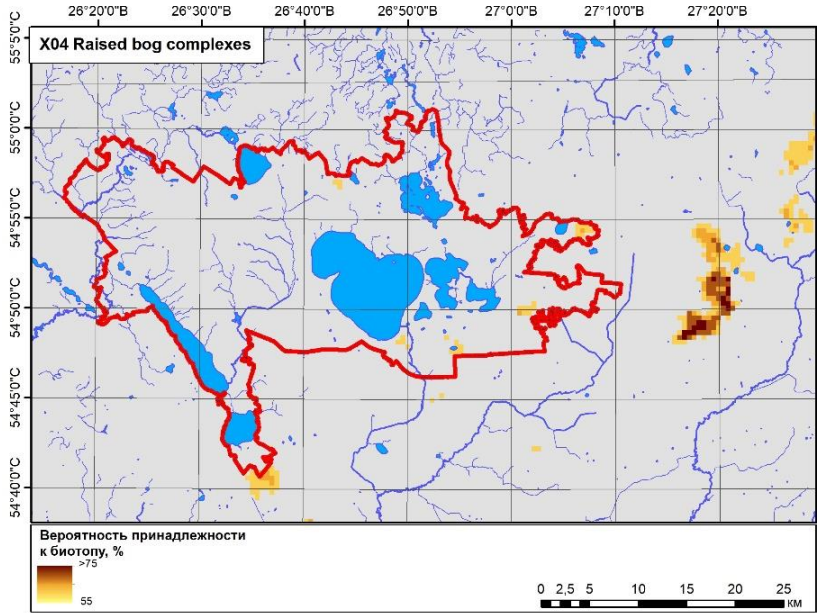 26°20'0"В 26°30'0"В 26°40'0"В 26°50'0"В 27°0'0"В 27°10'0"В 27°20'0"В
X04 Raised bog complexes
55°5'0"С
55°0'0"С
54°55'0"С
54°50'0"С
54°45'0"С
54°40'0"С
Вероятность принадлежности
к биотопу, %
>75
55
0 2,5 5 10 15 20 25
км